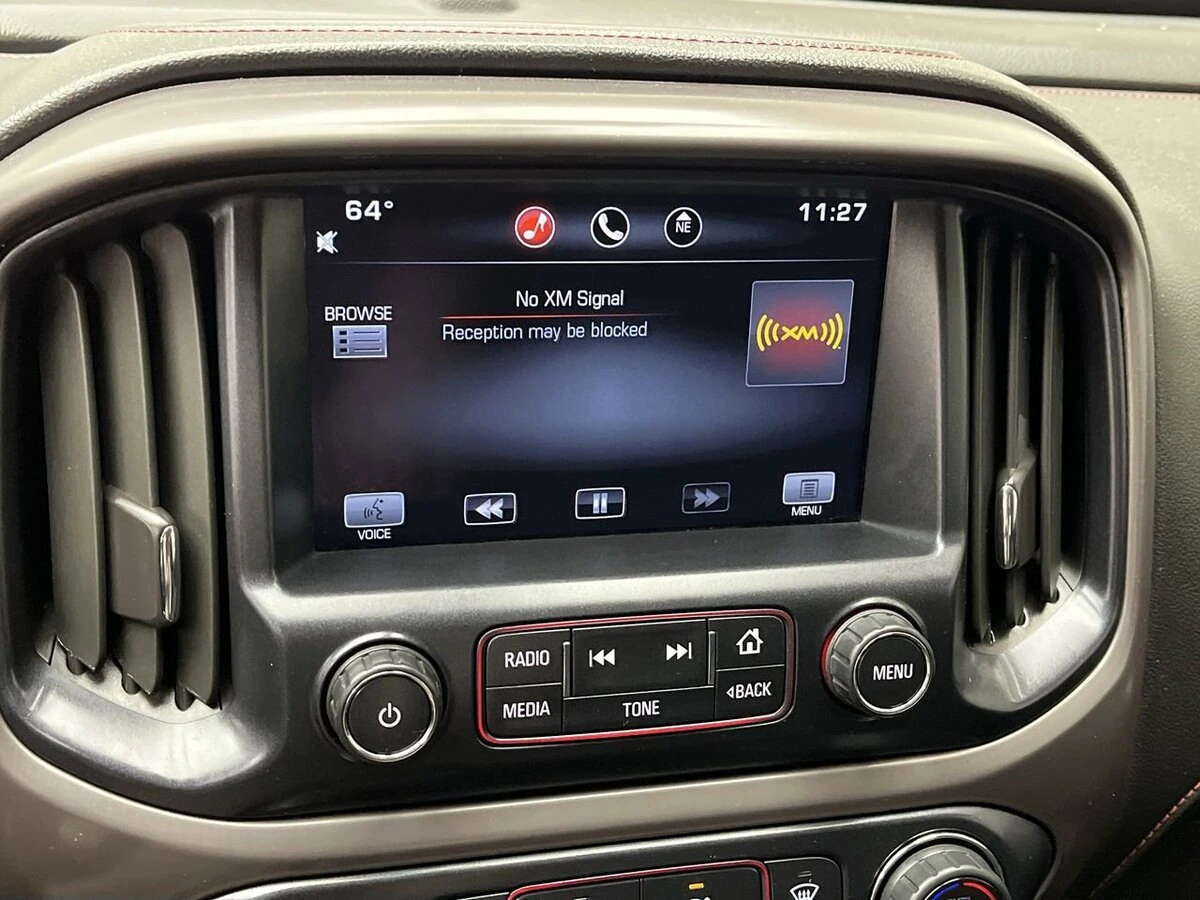 64°
NE
11:27
BROWSE
No XM Signal
Reception may be blocked
((XM))
VOICE
MENU
RADIO
MEDIA
TONE
BACK
MENU